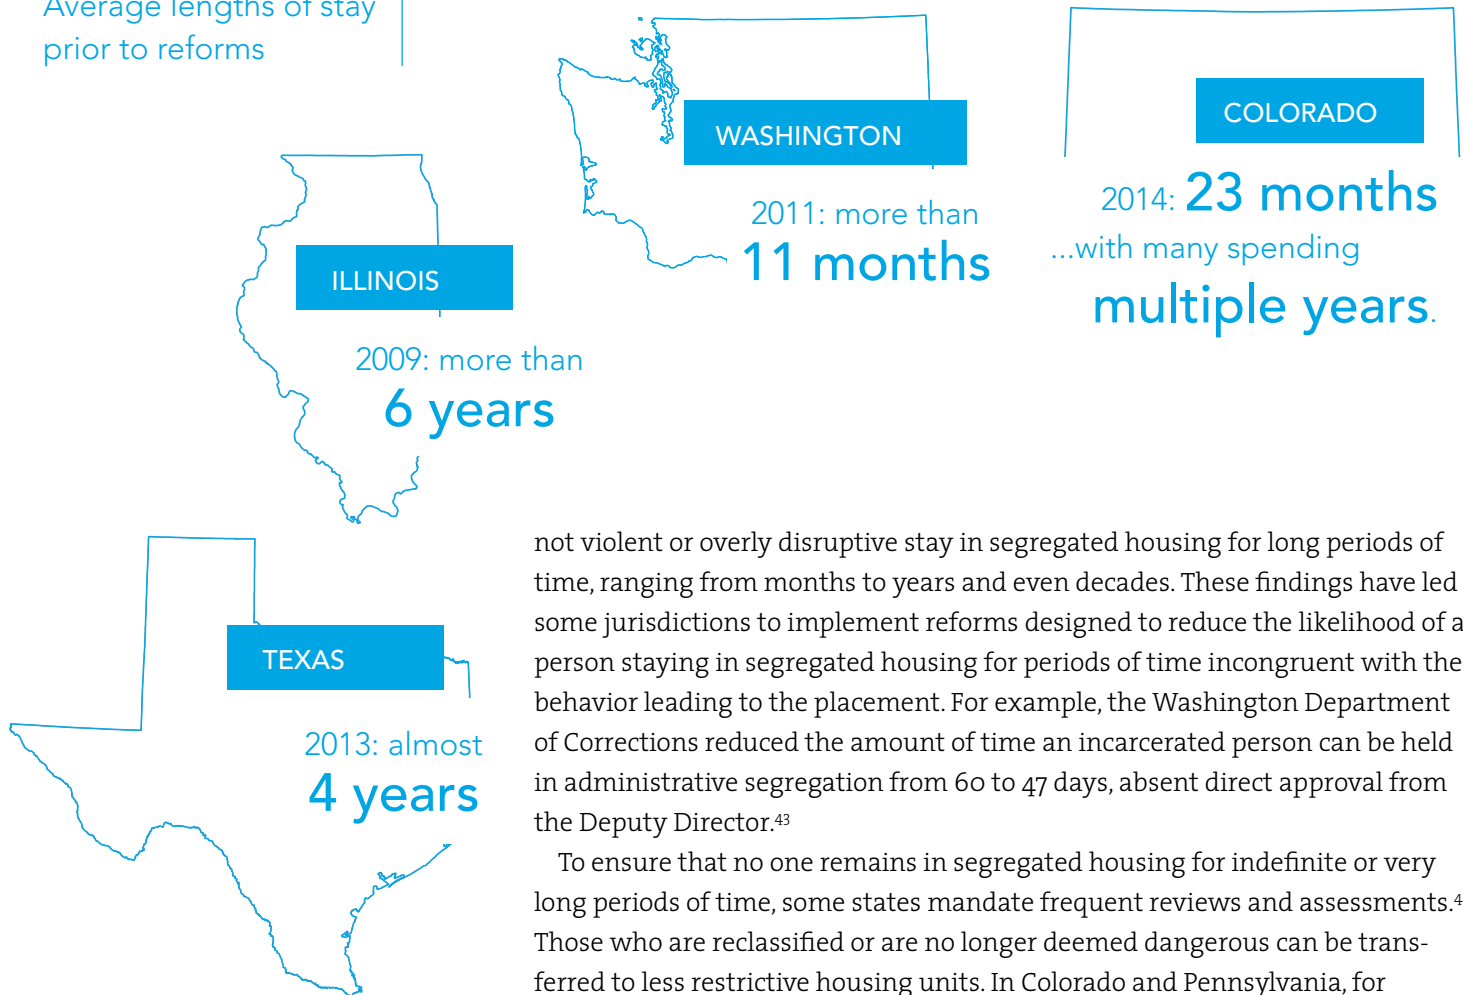 Average lengths of stay
prior to reforms
WASHINGTON
2011: more than
11 months
COLORADO
2014: 23 months
...with many spending
multiple years.
ILLINOIS
2009: more than
6 years
TEXAS
2013: almost
4 years
not violent or overly disruptive stay in segregated housing for long periods of
time, ranging from months to years and even decades. These findings have led
some jurisdictions to implement reforms designed to reduce the likelihood of a
person staying in segregated housing for periods of time incongruent with the
behavior leading to the placement. For example, the Washington Department
of Corrections reduced the amount of time an incarcerated person can be held
in administrative segregation from 60 to 47 days, absent direct approval from
the Deputy Director.43
To ensure that no one remains in segregated housing for indefinite or very
long periods of time, some states mandate frequent reviews and assessments.4
Those who are reclassified or are no longer deemed dangerous can be trans-
ferred to less restrictive housing units. In Colorado and Pennsylvania, for